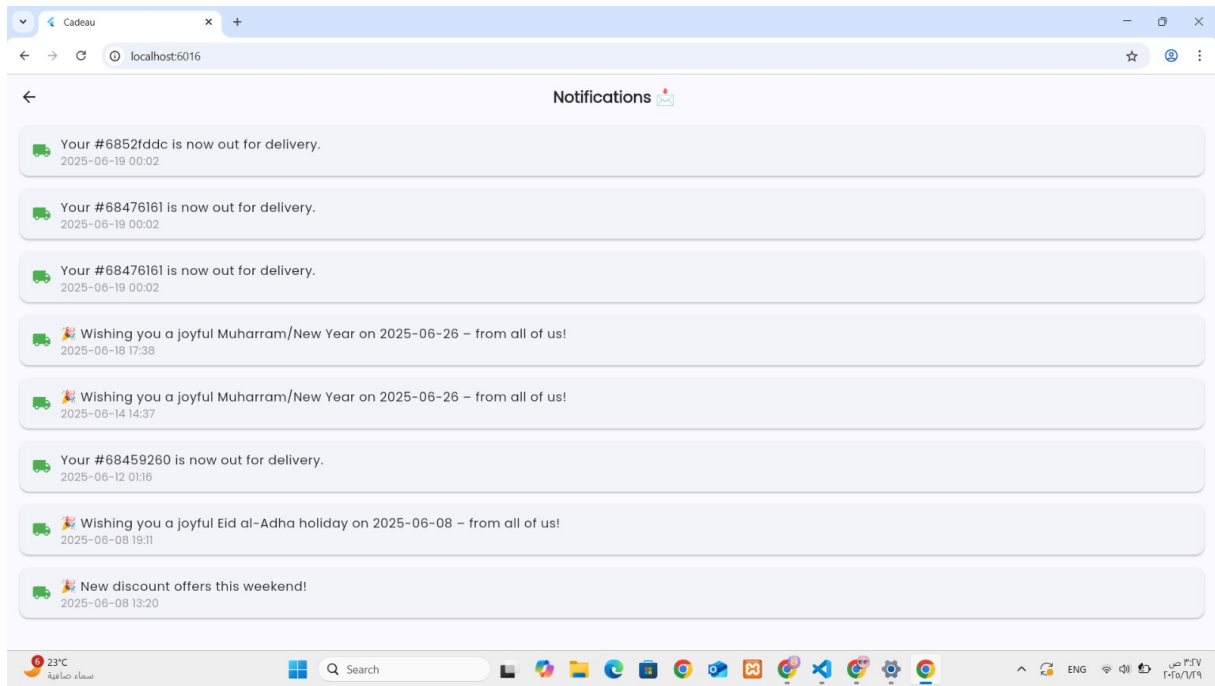 Cadeau
localhost:6016
Notifications 📩
Your #6852fddc is now out for delivery.
2025-06-19 00:02
Your #68476161 is now out for delivery.
2025-06-19 00:02
Your #68476161 is now out for delivery.
2025-06-19 00:02
🎉 Wishing you a joyful Muharram/New Year on 2025-06-26 – from all of us!
2025-06-18 17:38
🎉 Wishing you a joyful Muharram/New Year on 2025-06-26 – from all of us!
2025-06-14 14:37
Your #68459260 is now out for delivery.
2025-06-12 01:16
🎉 Wishing you a joyful Eid al-Adha holiday on 2025-06-08 – from all of us!
2025-06-08 19:11
🎉 New discount offers this weekend!
2025-06-08 13:20
6
23°C
سماء صافية
Search
ENG
٣:٢٧ ص
٢٠٢٥/٦/٢٩